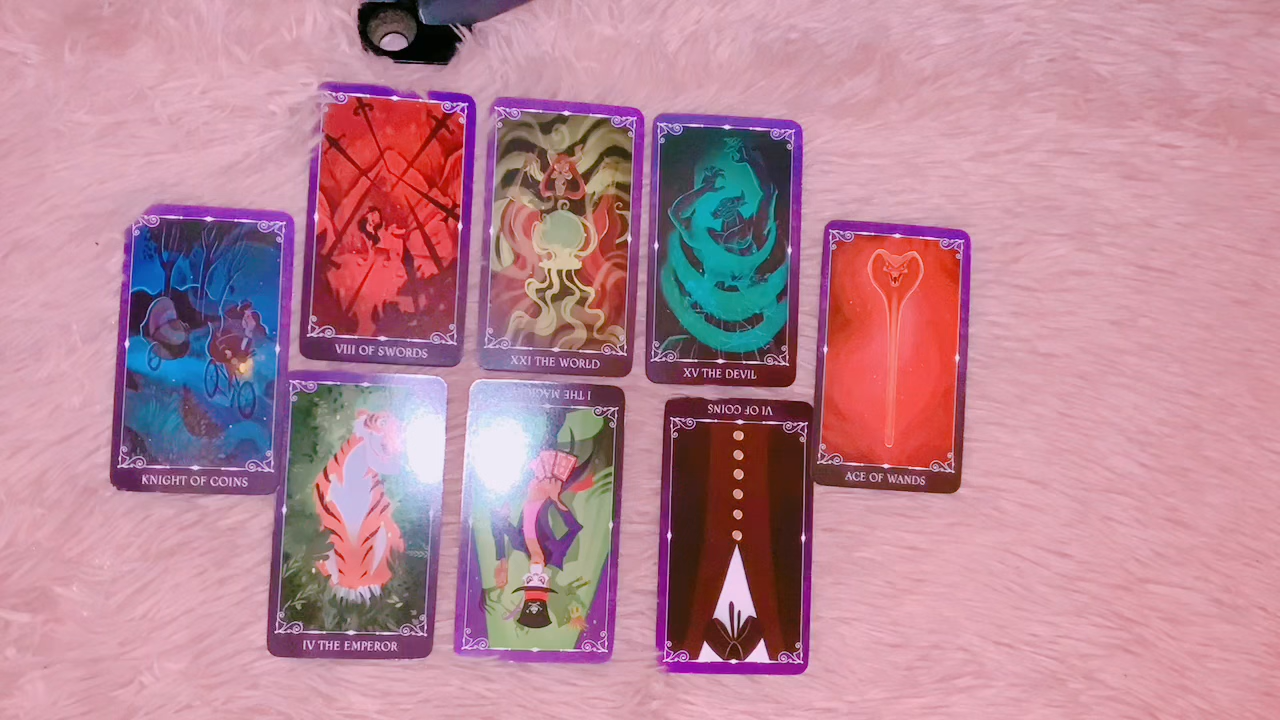 VIII OF SWORDS
XXI THE WORLD
XV THE DEVIL
KNIGHT OF COINS
ACE OF WANDS
IV THE EMPEROR
I THE
VI OF COINS